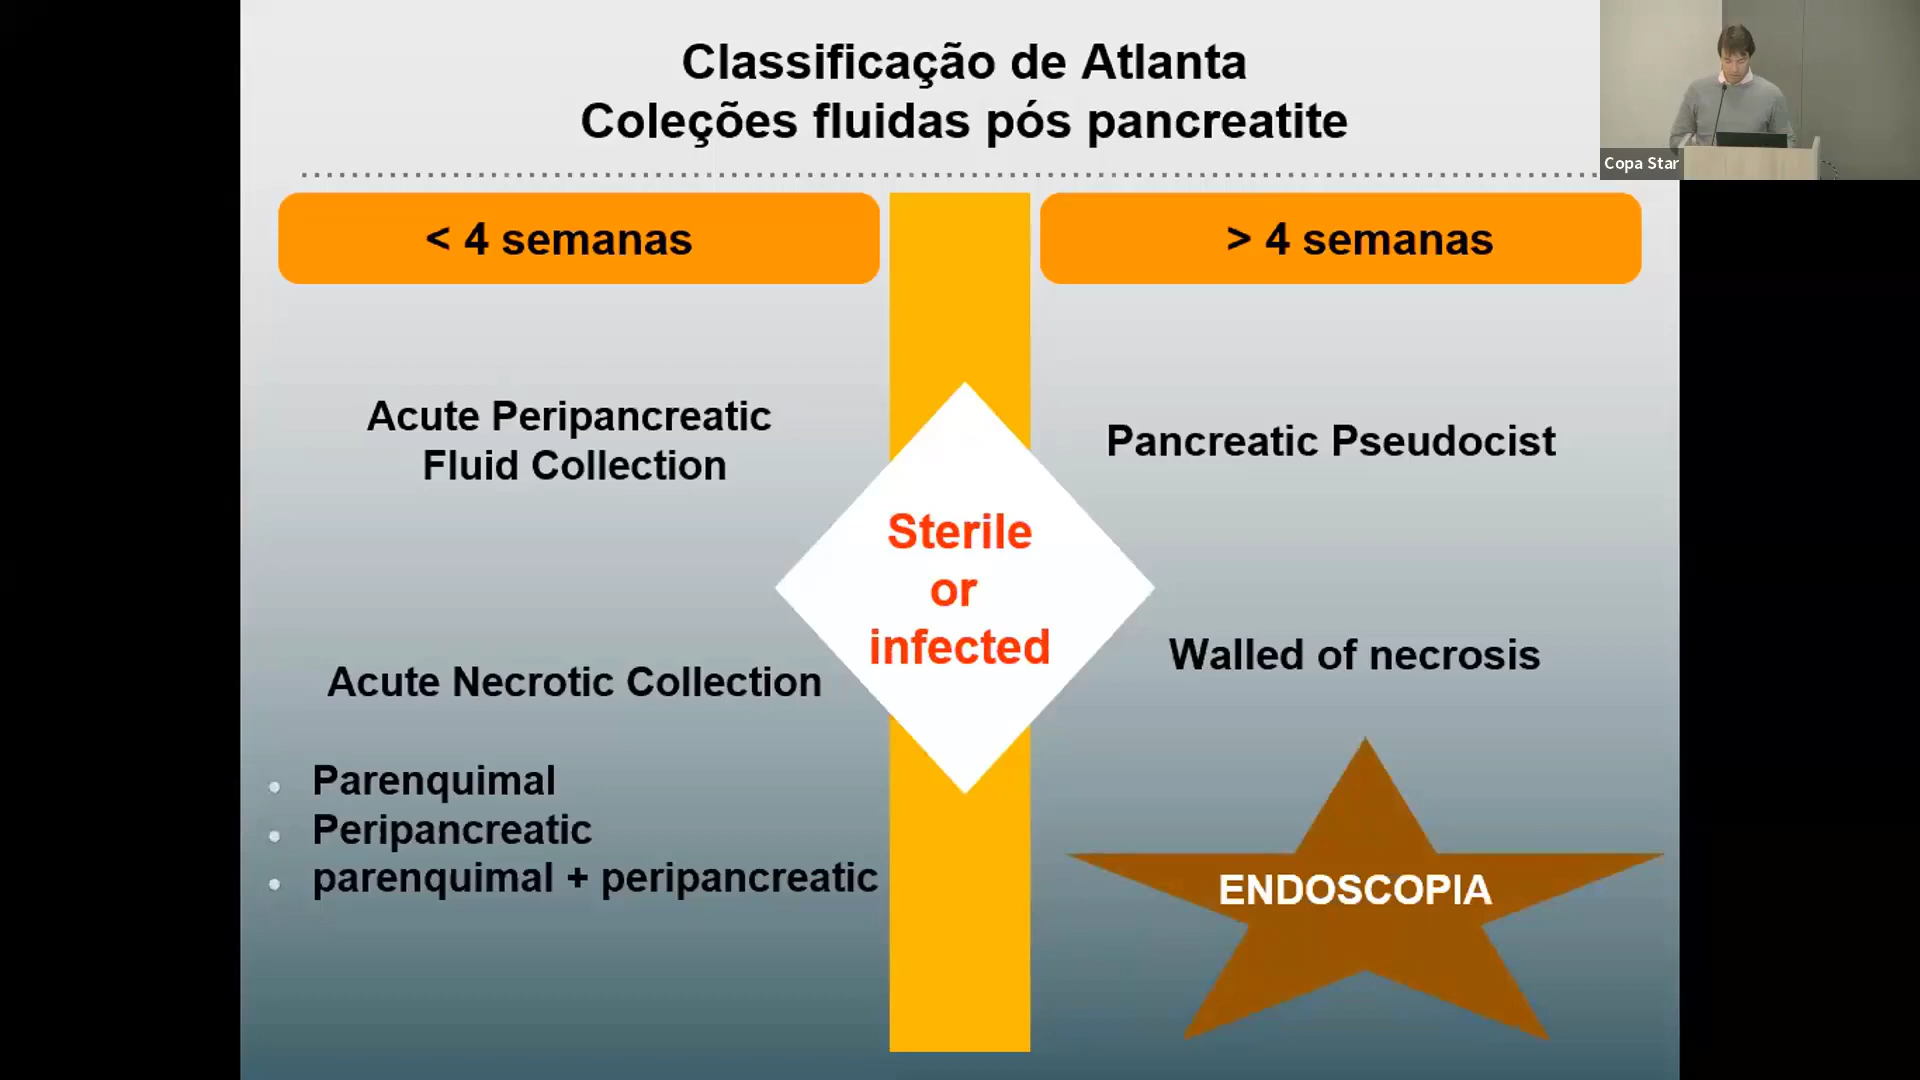 Classificação de Atlanta
Coleções fluidas pós pancreatite
Copa Star
< 4 semanas
> 4 semanas
Acute Peripancreatic
Fluid Collection
Pancreatic Pseudocist
Sterile
or
infected
Acute Necrotic Collection
Walled of necrosis
Parenquimal
Peripancreatic
parenquimal + peripancreatic
ENDOSCOPIA